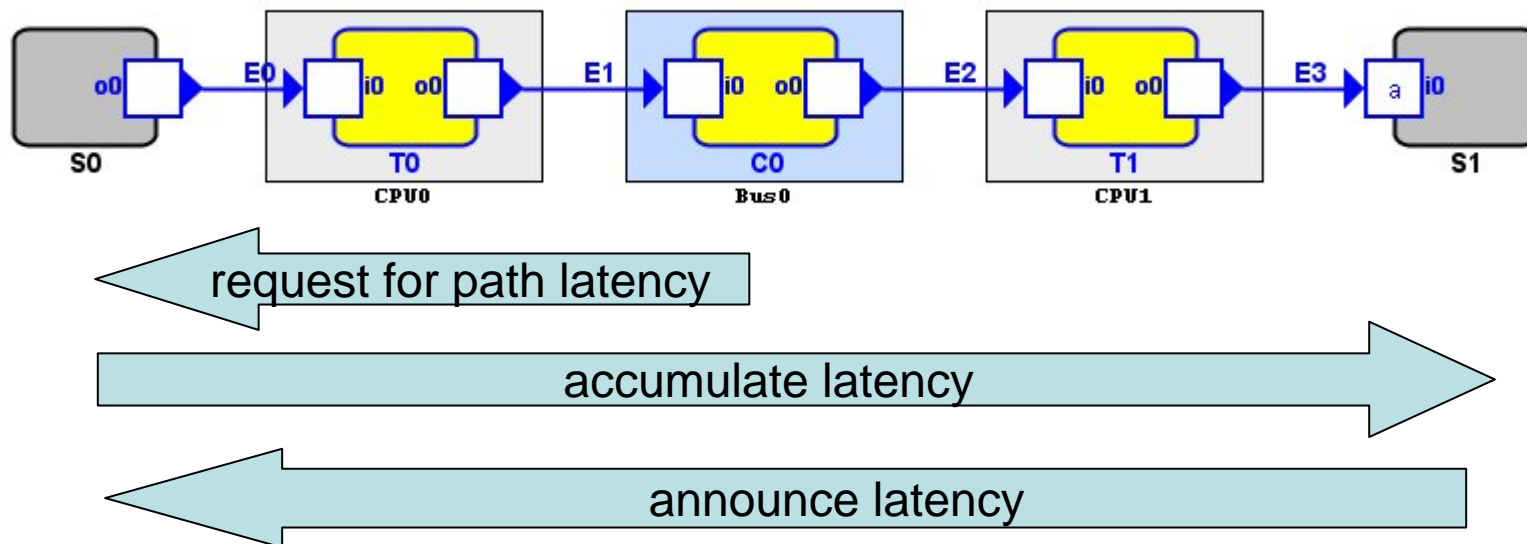 E0 E1 E2 E3
o0 i0 o0 i0 o0 i0 o0 a i0
S0 T0 C0 T1 S1
CPU0 Bus0 CPU1
request for path latency
accumulate latency
announce latency